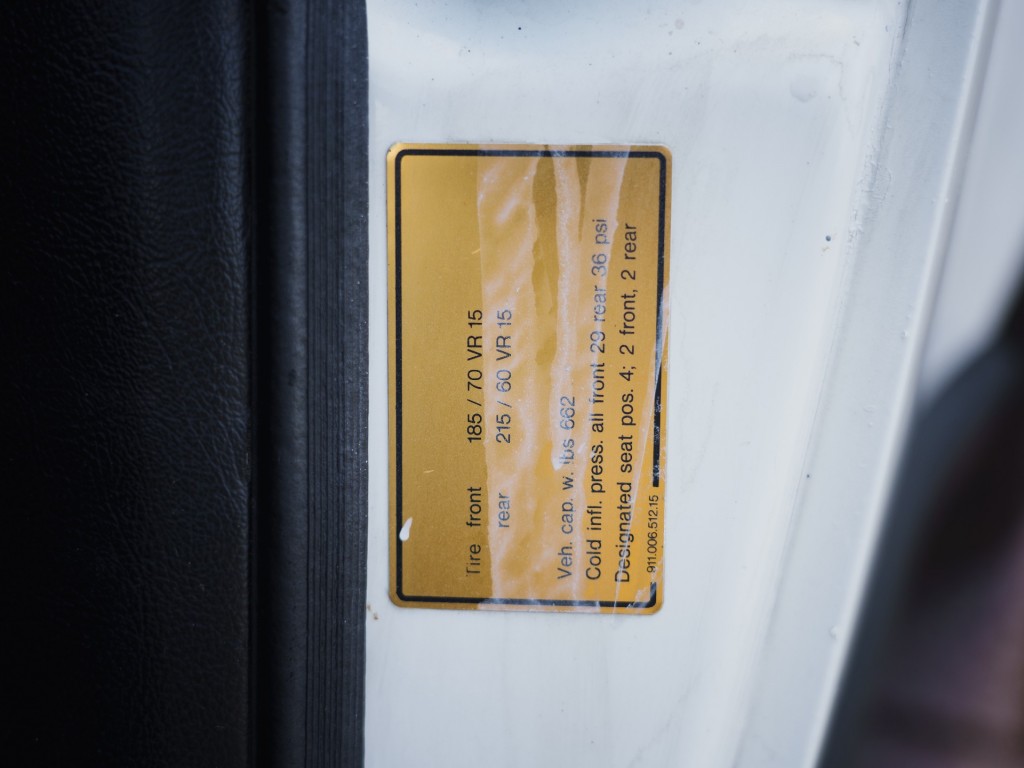 Tire front 185 / 70 VR 15
rear 215 / 60 VR 15
Veh. cap. w. lbs 662
Cold infl. press. all front 29 rear 36 psi
Designated seat pos. 4; 2 front, 2 rear
911.006.512.15